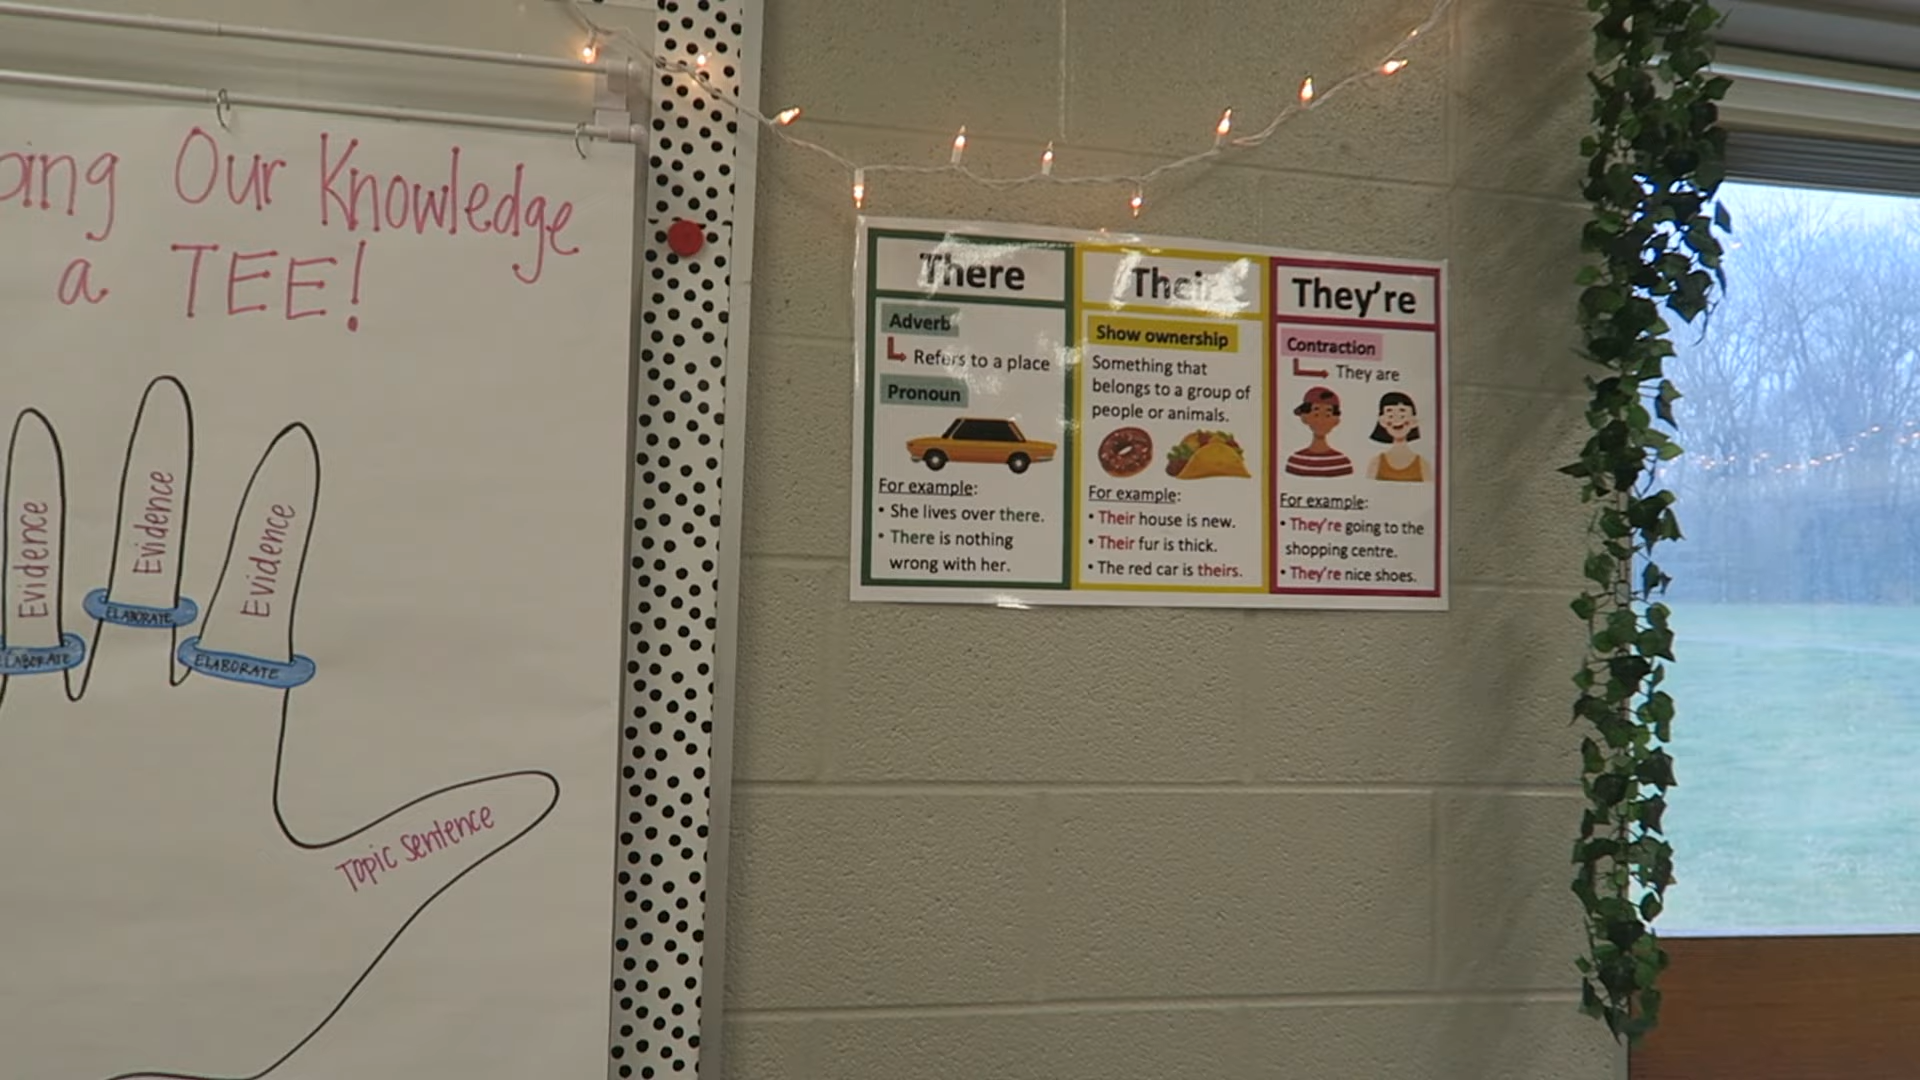 Our Knowledge
a TEE!
Evidence
Evidence
Evidence
ELABORATE
ELABORATE
Topic sentence
There
Adverb
Refers to a place
Pronoun
For example:
• She lives over there.
• There is nothing
wrong with her.
Their
Show ownership
Something that
belongs to a group of
people or animals.
For example:
• Their house is new.
• Their fur is thick.
• The red car is theirs.
They're
Contraction
They are
For example:
• They're going to the
shopping centre.
• They're nice shoes.